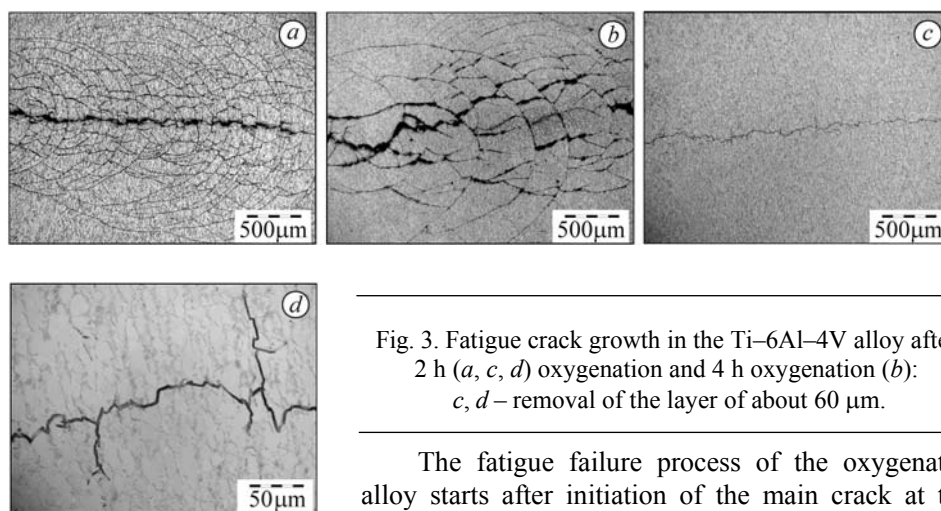 a
b
c
500µm
500µm
500µm
d
50µm
Fig. 3. Fatigue crack growth in the Ti–6Al–4V alloy afte
2 h (a, c, d) oxygenation and 4 h oxygenation (b):
c, d – removal of the layer of about 60 µm.
The fatigue failure process of the oxygenat
alloy starts after initiation of the main crack at t